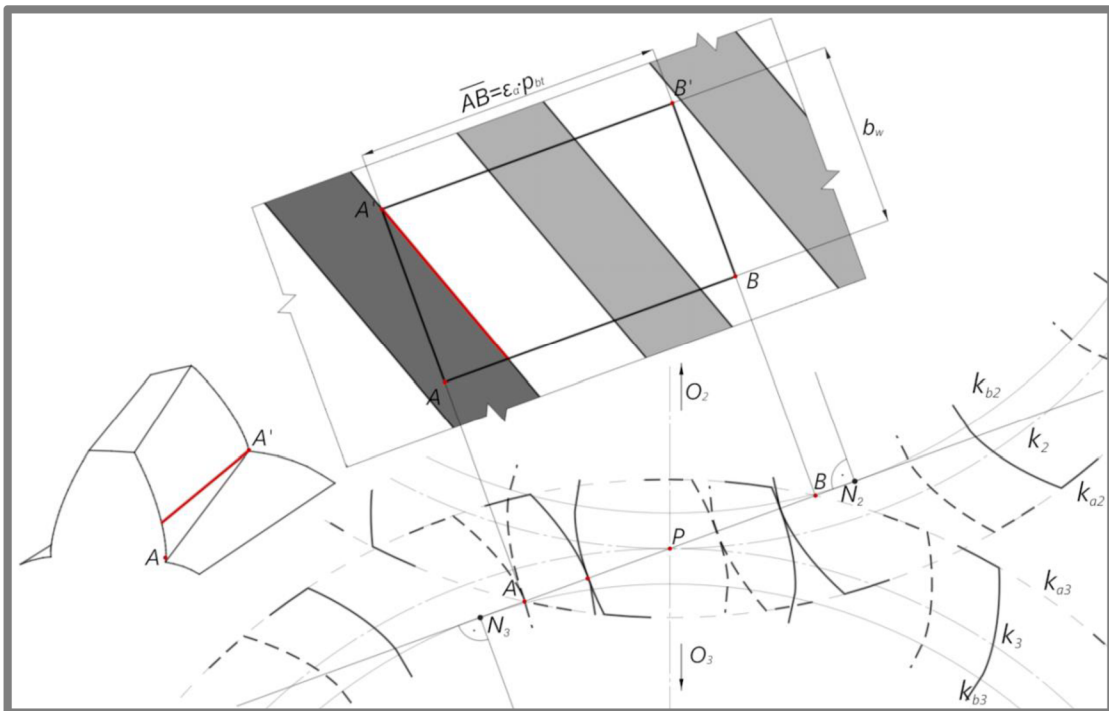 AB=εα·pbt
B'
bw
A'
B
A
O2
kb2
k2
A'
B
N2
ka2
P
A
A
ka3
N3
k3
O3
kb3